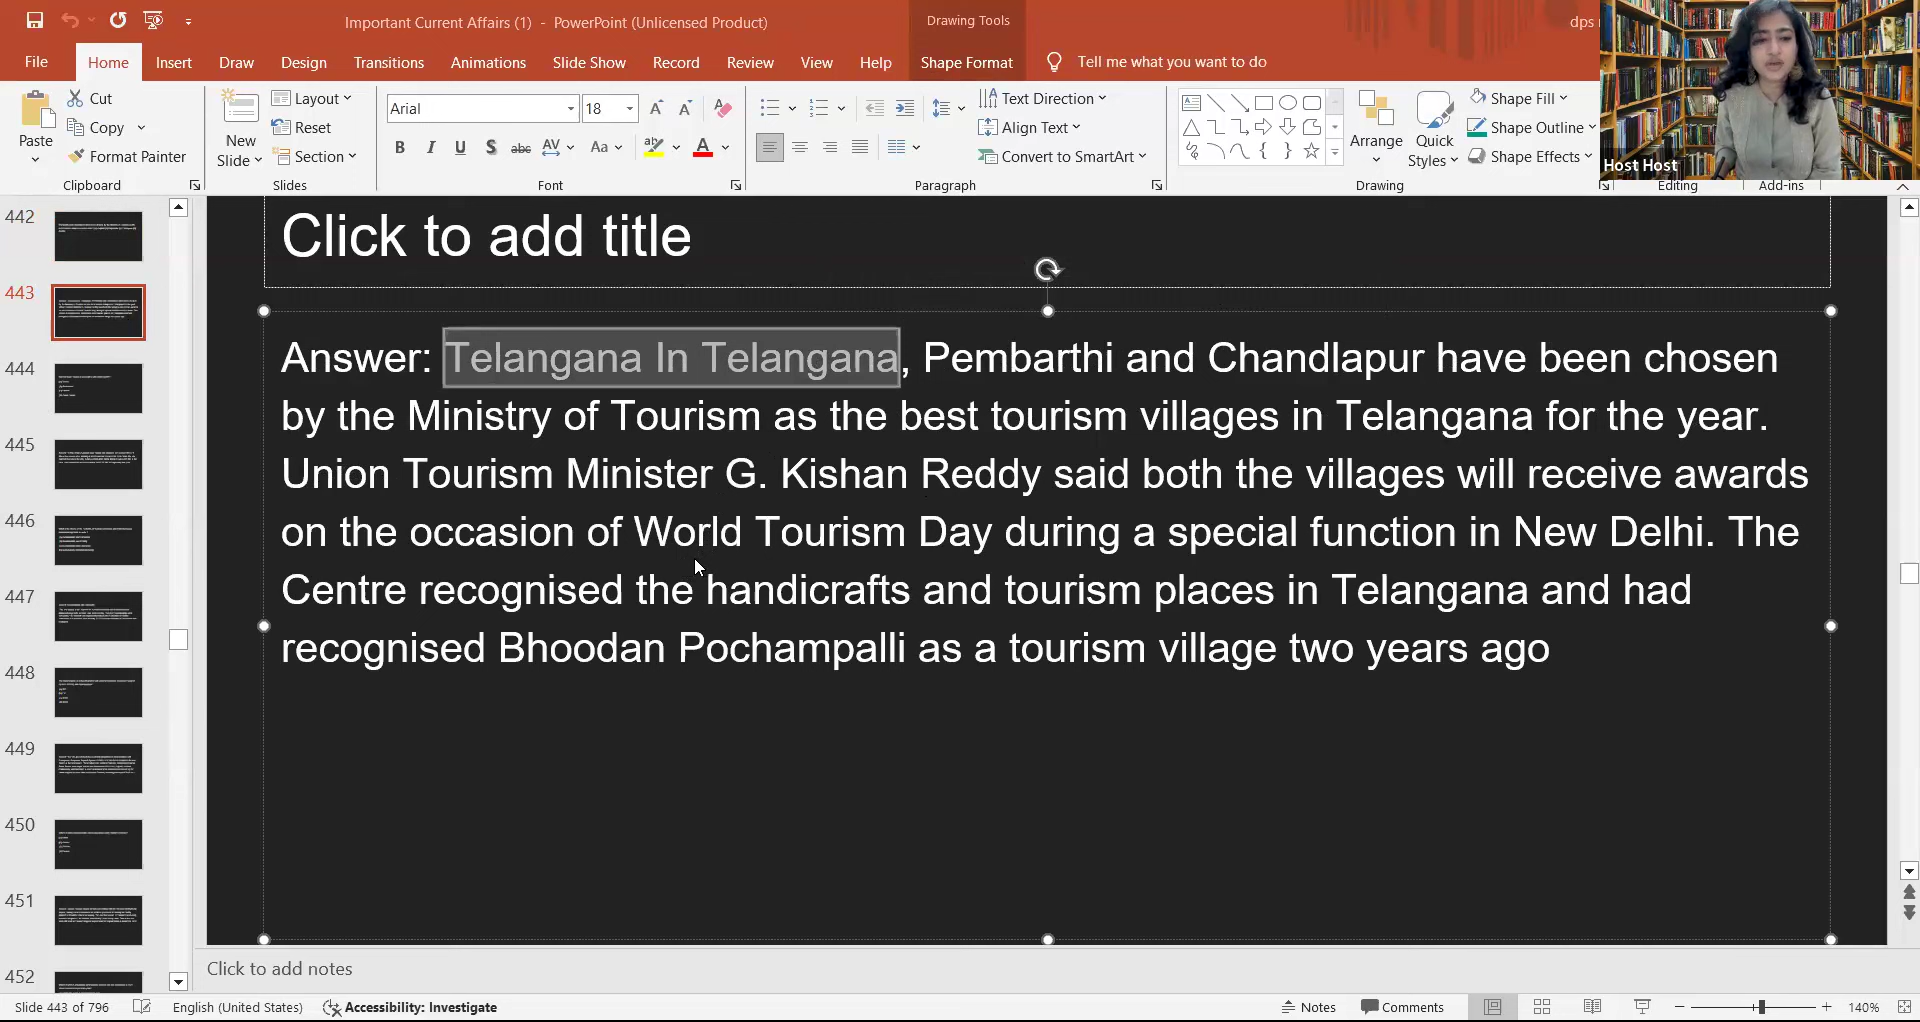 Important Current Affairs (1) - PowerPoint (Unlicensed Product)
Drawing Tools
dps
File Home Insert Draw Design Transitions Animations Slide Show Record Review View Help Shape Format Tell me what you want to do
Paste
Cut
Copy
Format Painter
Clipboard
New Slide
Layout
Reset
Section
Slides
Arial 18
Font
Text Direction
Align Text
Convert to SmartArt
Paragraph
Arrange
Quick Styles
Shape Fill
Shape Outline
Shape Effects
Drawing
Editing
Add-ins
Host Host
442
443
444
445
446
447
448
449
450
451
452
Click to add title
Answer: Telangana In Telangana, Pembarthi and Chandlapur have been chosen
by the Ministry of Tourism as the best tourism villages in Telangana for the year.
Union Tourism Minister G. Kishan Reddy said both the villages will receive awards
on the occasion of World Tourism Day during a special function in New Delhi. The
Centre recognised the handicrafts and tourism places in Telangana and had
recognised Bhoodan Pochampalli as a tourism village two years ago
Click to add notes
Slide 443 of 796 English (United States) Accessibility: Investigate Notes Comments 140%